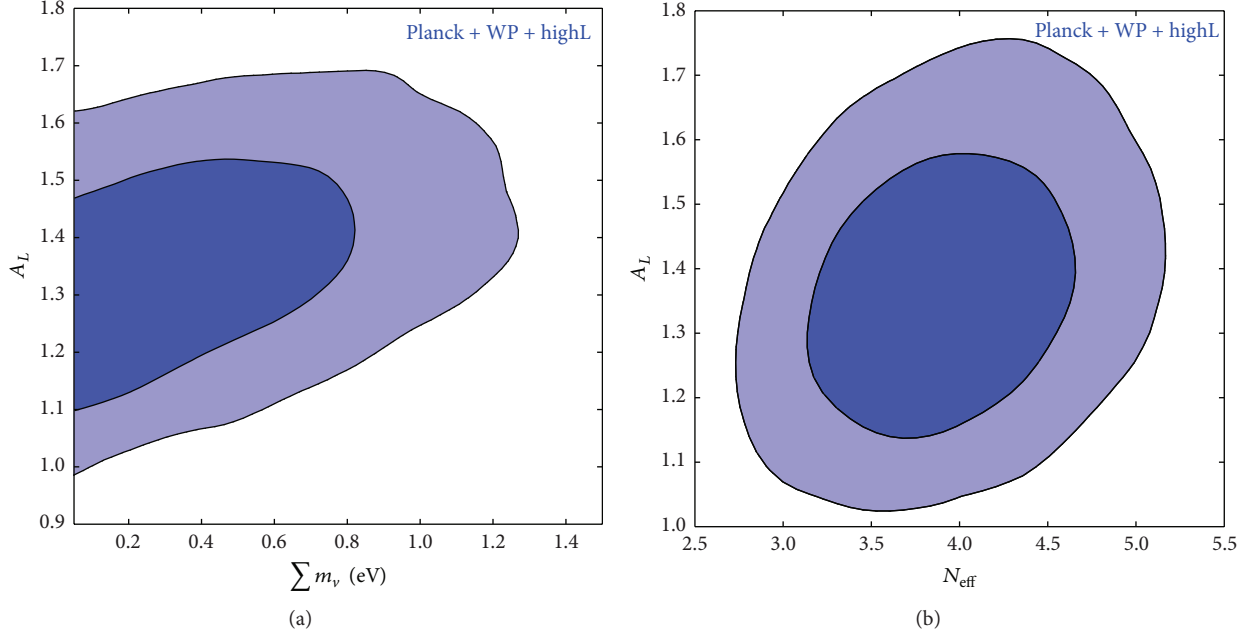 Planck + WP + highL
1.8
1.7
1.6
1.5
1.4
1.3
1.2
1.1
1.0
0.9
A_L
0.2 0.4 0.6 0.8 1.0 1.2 1.4
∑ m_ν (eV)
(a)
Planck + WP + highL
1.8
1.7
1.6
1.5
1.4
1.3
1.2
1.1
1.0
A_L
2.5 3.0 3.5 4.0 4.5 5.0 5.5
N_eff
(b)